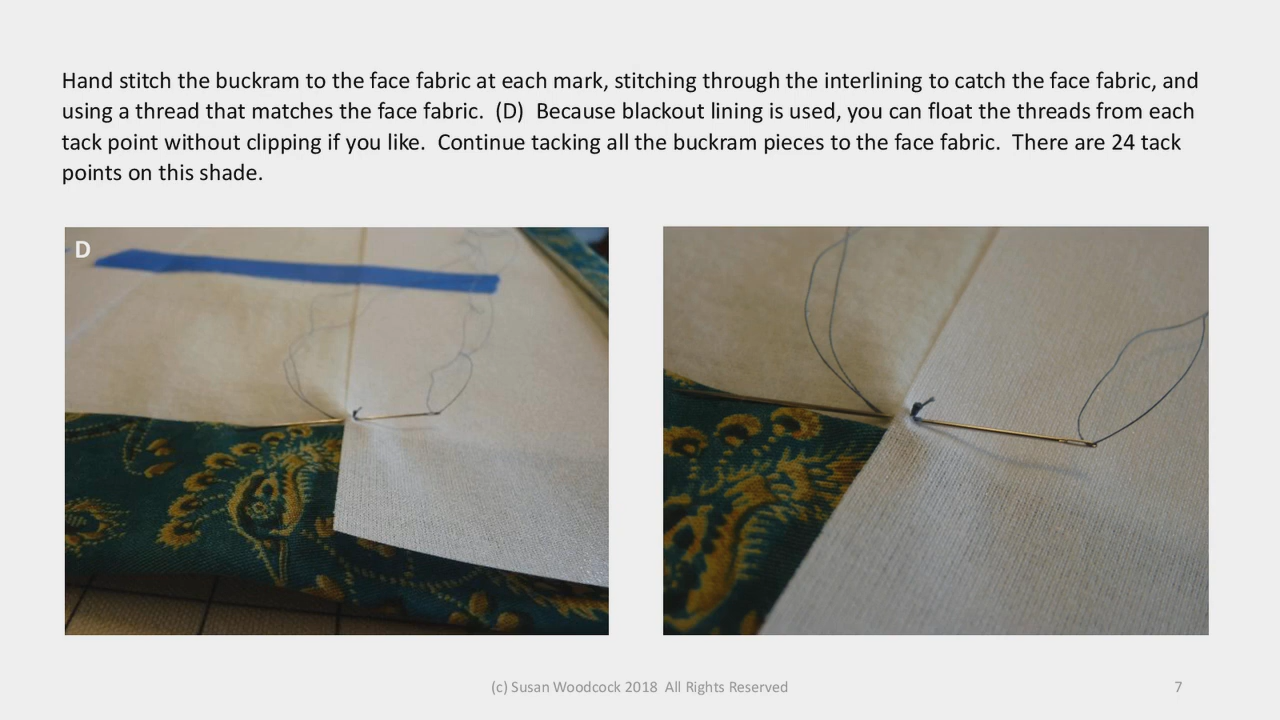 Hand stitch the buckram to the face fabric at each mark, stitching through the interlining to catch the face fabric, and
using a thread that matches the face fabric.  (D)  Because blackout lining is used, you can float the threads from each
tack point without clipping if you like.  Continue tacking all the buckram pieces to the face fabric.  There are 24 tack
points on this shade.
D
(c) Susan Woodcock 2018  All Rights Reserved
7